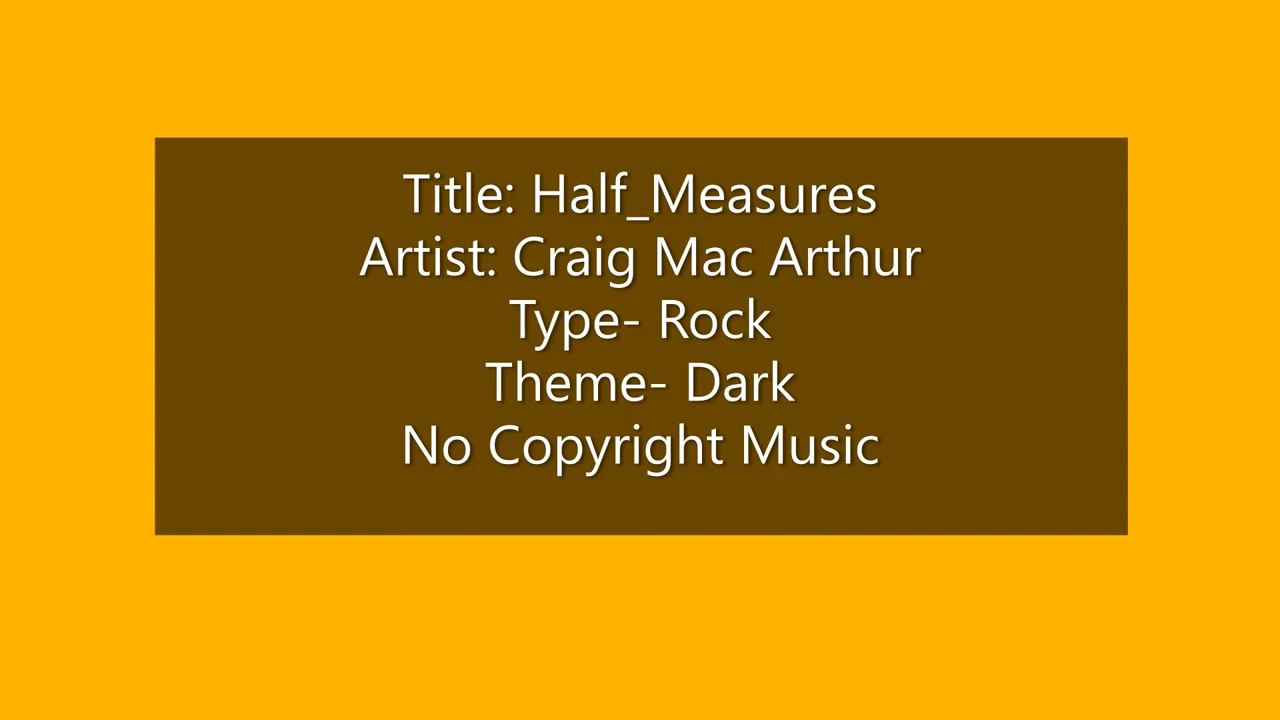 Title: Half_Measures
Artist: Craig Mac Arthur
Type- Rock
Theme- Dark
No Copyright Music